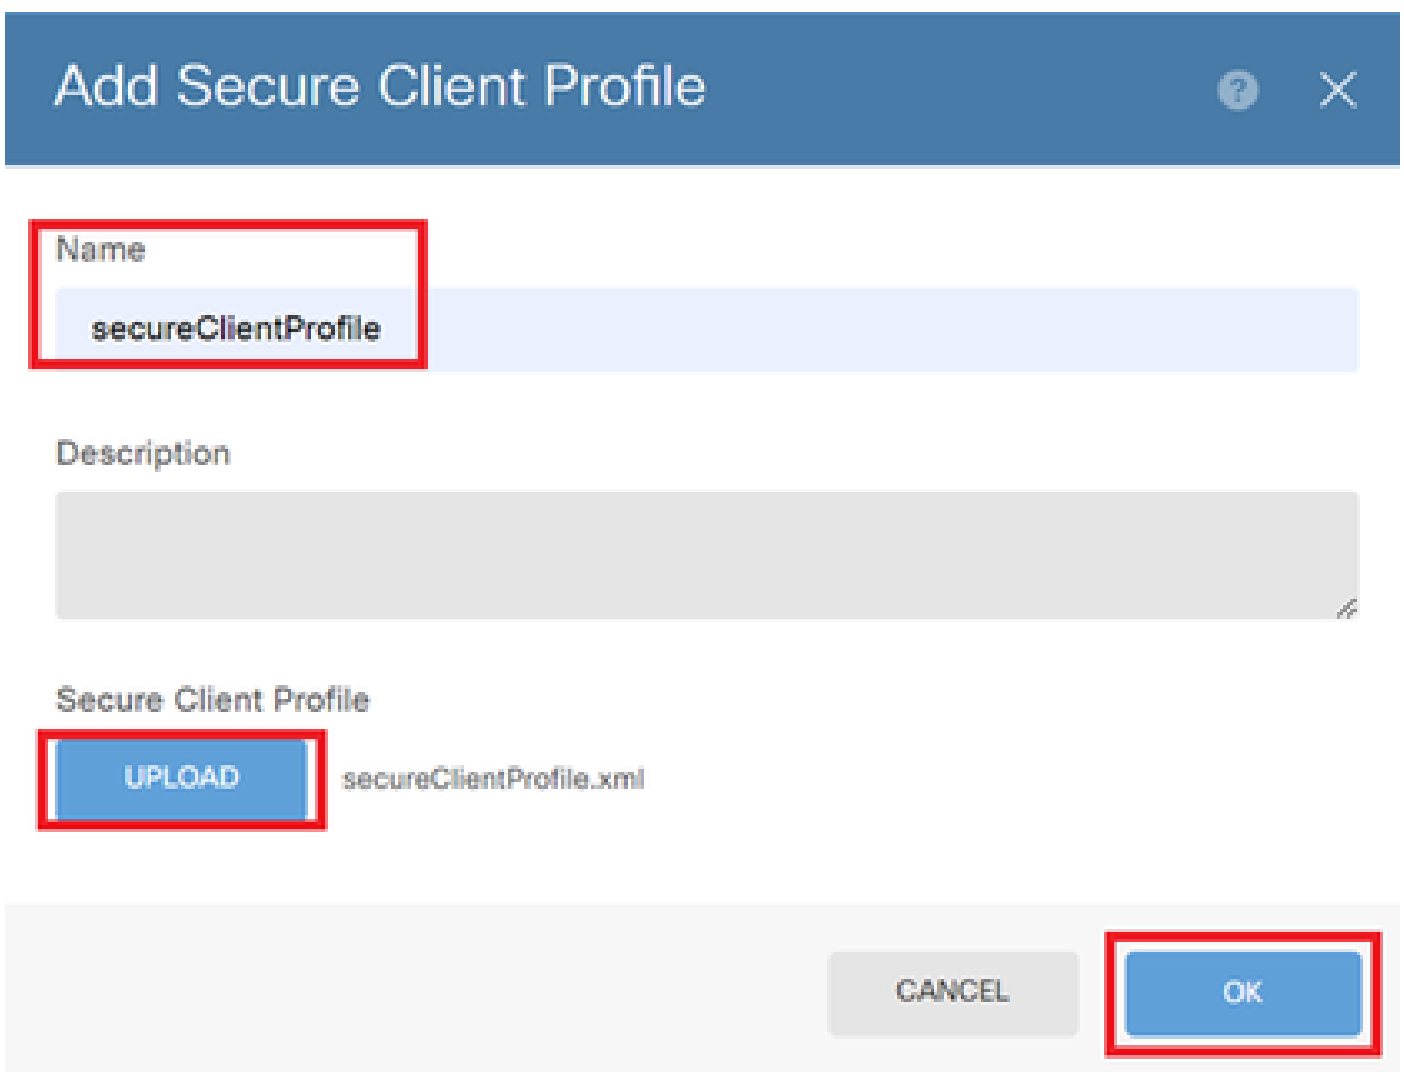 Add Secure Client Profile
?
Name
secureClientProfile
Description
Secure Client Profile
UPLOAD secureClientProfile.xml
CANCEL OK